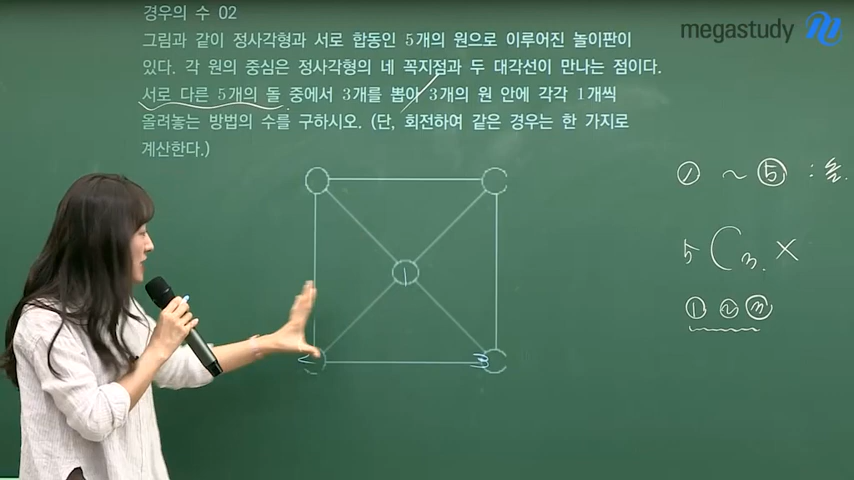 경우의 수 02
megastudy
그림과 같이 정사각형과 서로 합동인 5개의 원으로 이루어진 놀이판이
있다. 각 원의 중심은 정사각형의 네 꼭지점과 두 대각선이 만나는 점이다.
서로 다른 5개의 돌 중에서 3개를 뽑아 3개의 원 안에 각각 1개씩
올려놓는 방법의 수를 구하시오. (단, 회전하여 같은 경우는 한 가지로
계산한다.)
① ~ ⑤ : 돌.
5 C 3. ×
① ② ③
1
2 3